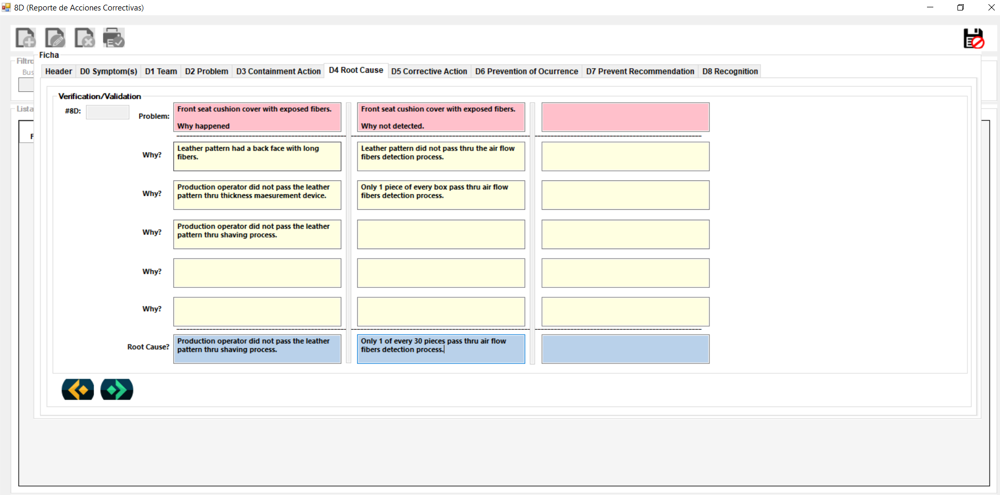 8D (Reporte de Acciones Correctivas)
Ficha
Filtro
Bus
Lista
F
Header D0 Symptom(s) D1 Team D2 Problem D3 Containment Action D4 Root Cause D5 Corrective Action D6 Prevention of Ocurrence D7 Prevent Recommendation D8 Recognition
Verification/Validation
#8D:
Problem:
Front seat cushion cover with exposed fibers.
Why happened
Front seat cushion cover with exposed fibers.
Why not detected.
Why?
Leather pattern had a back face with long
fibers.
Leather pattern did not pass thru the air flow
fibers detection process.
Why?
Production operator did not pass the leather
pattern thru thickness maesurement device.
Only 1 piece of every box pass thru air flow
fibers detection process.
Why?
Production operator did not pass the leather
pattern thru shaving process.
Why?
Why?
Root Cause?
Production operator did not pass the leather
pattern thru shaving process.
Only 1 of every 30 pieces pass thru air flow
fibers detection process.